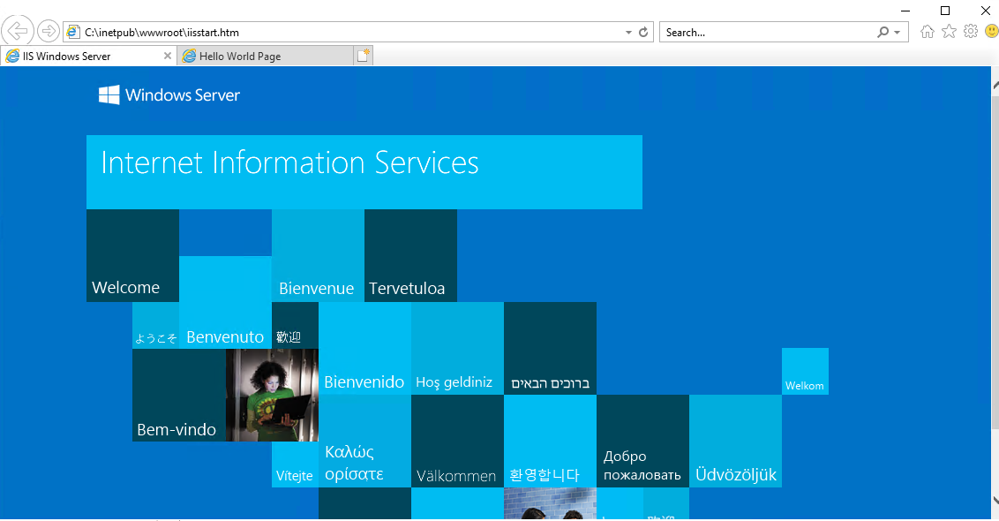 C:\inetpub\wwwroot\iisstart.htm
Search...
IIS Windows Server
Hello World Page
Windows Server
Internet Information Services
Welcome
Bienvenue
Tervetuloa
ようこそ
Benvenuto
歡迎
Bienvenido
Hoş geldiniz
ברוכים הבאים
Welkom
Bem-vindo
Vítejte
Καλώς
ορίσατε
Välkommen
환영합니다
Добро
пожаловать
Üdvözöljük